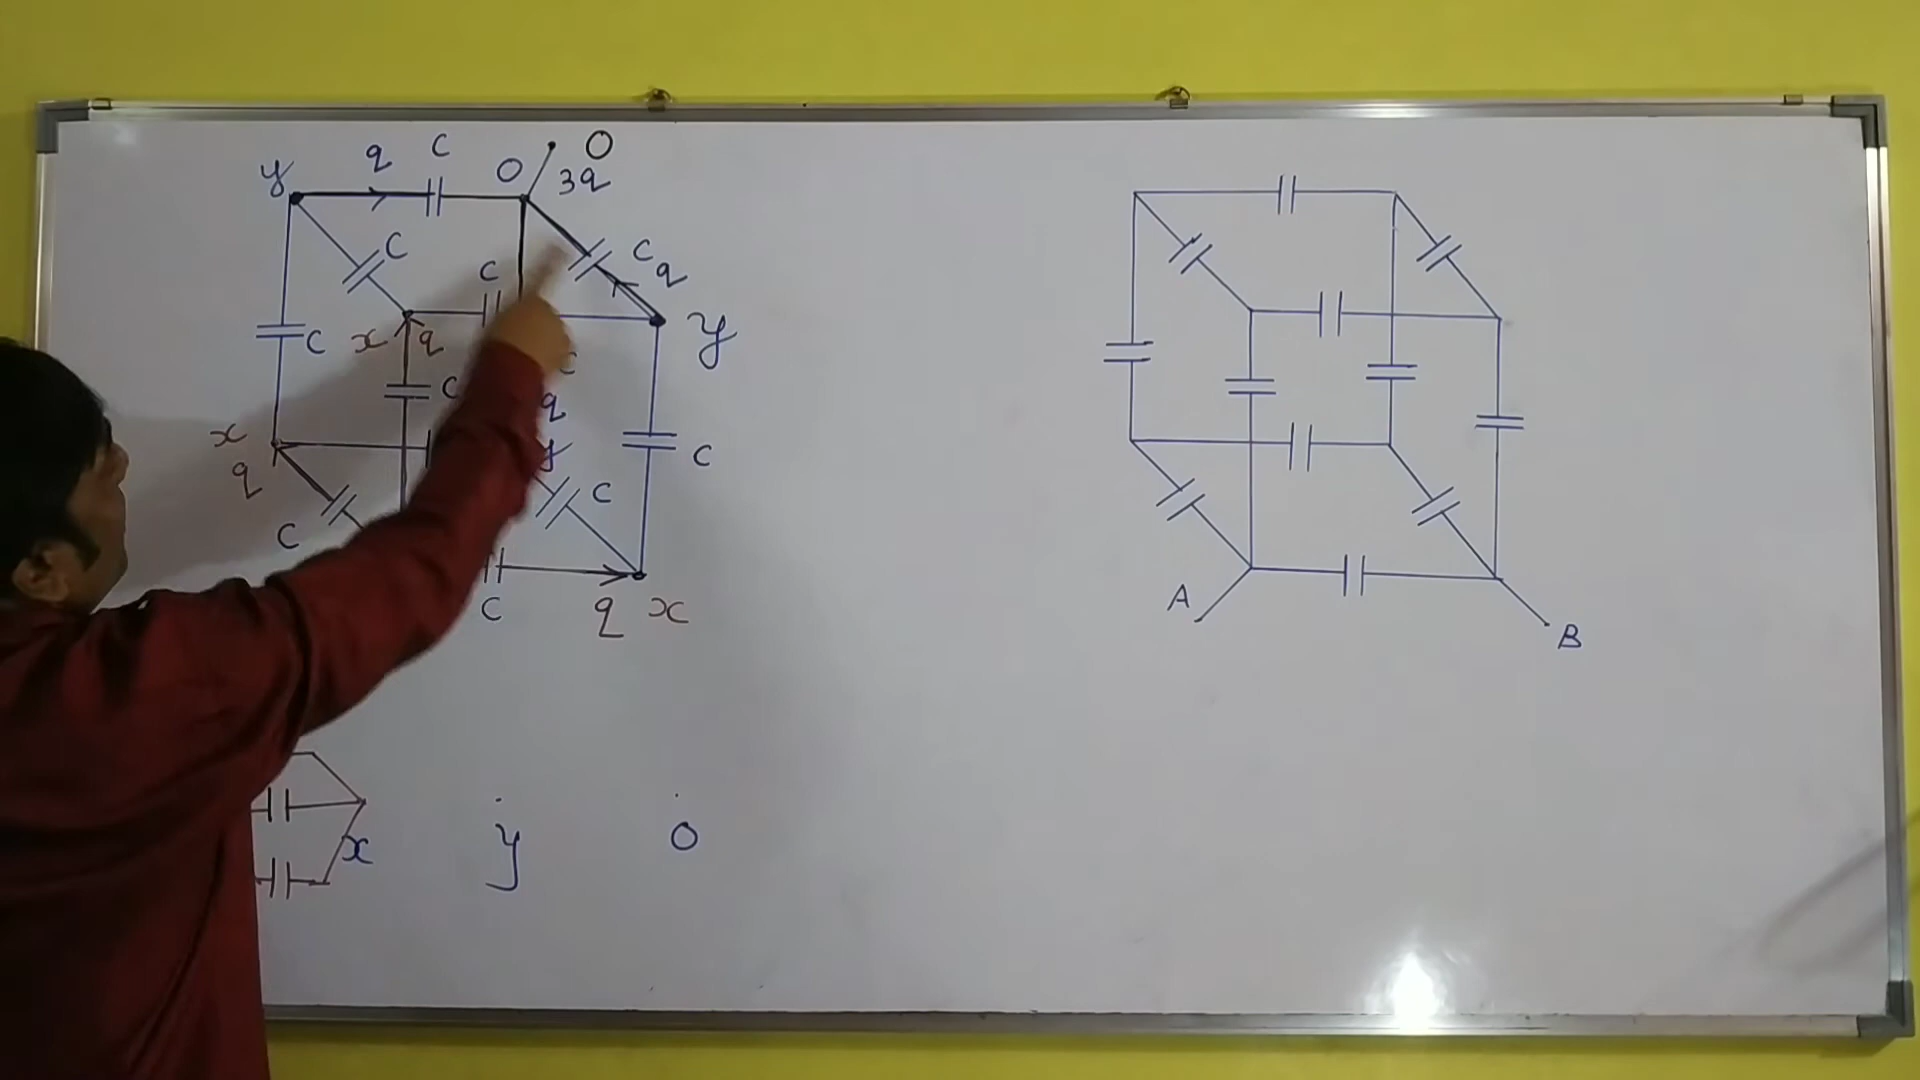 y q C O O
3q
C C q
C
C x q y
C
C q
x y
q C C
C
C q x
A B
x y o